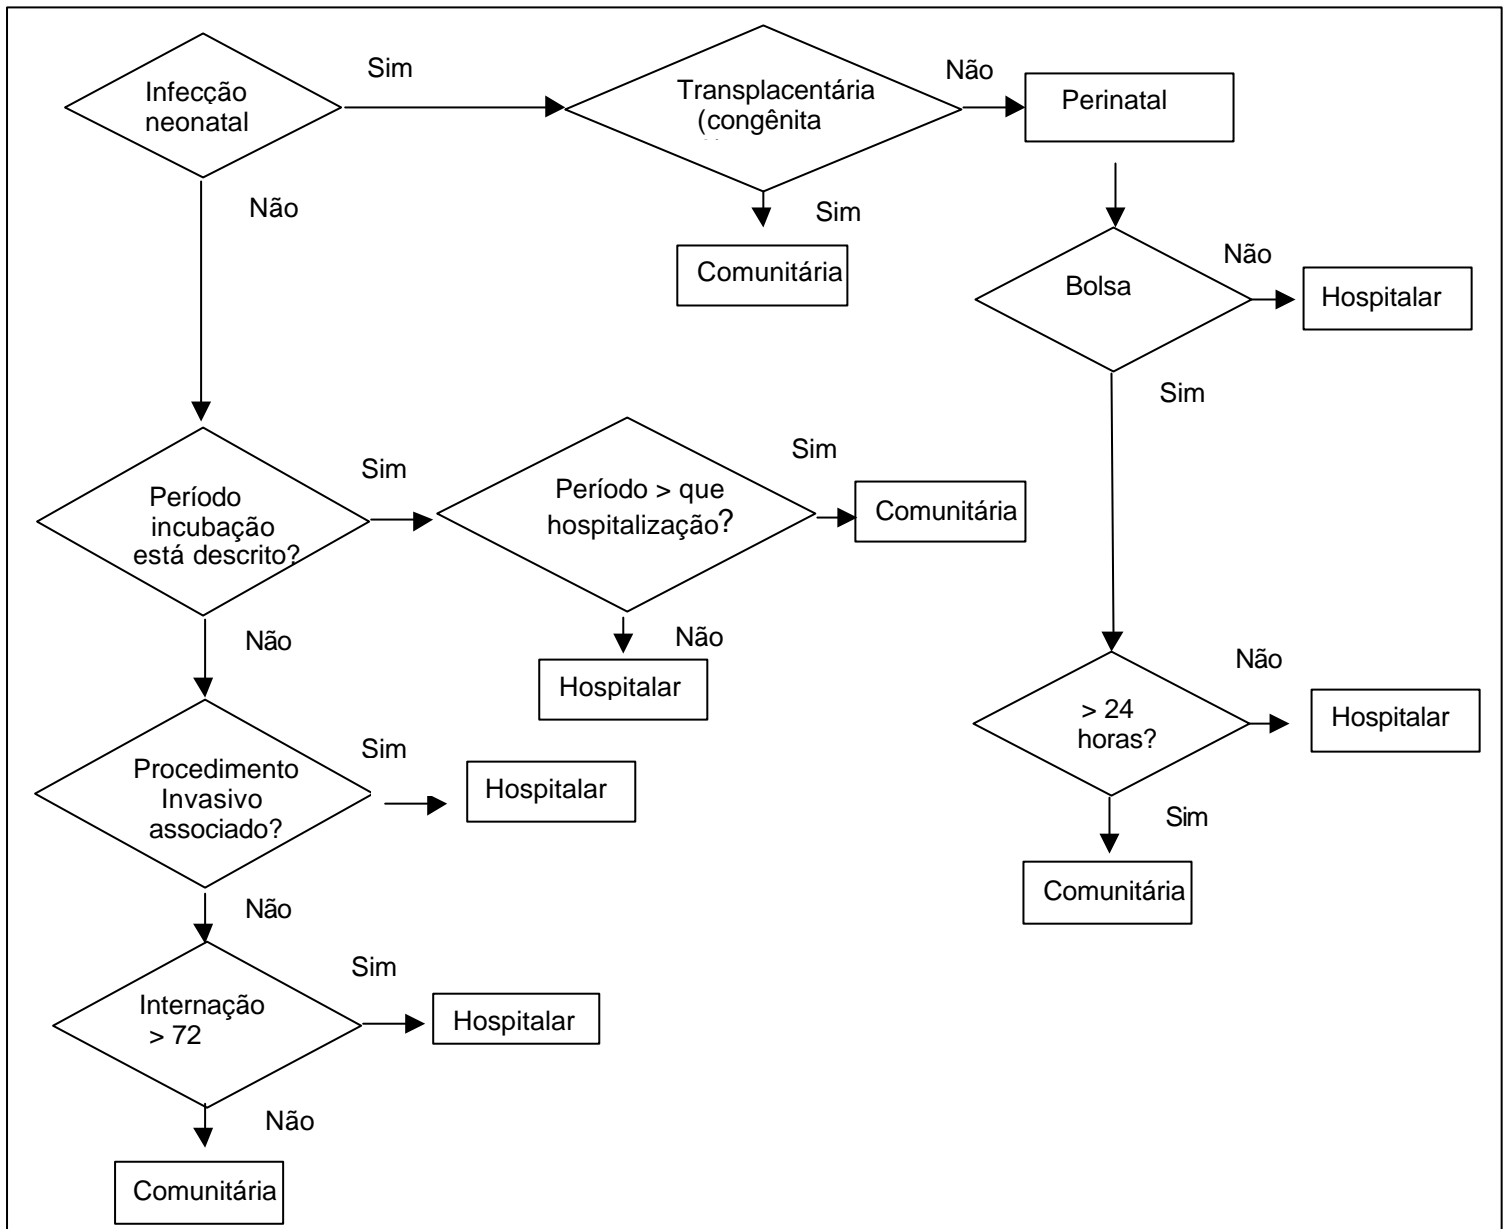 Infecção
neonatal
Sim
Transplacentária
(congênita
Não
Perinatal
Não
Sim
Comunitária
Bolsa
Não
Hospitalar
Sim
Período
incubação
está descrito?
Sim
Período > que
hospitalização?
Sim
Comunitária
Não
Hospitalar
Não
> 24
horas?
Não
Hospitalar
Sim
Comunitária
Procedimento
Invasivo
associado?
Sim
Hospitalar
Não
Internação
> 72
Sim
Hospitalar
Não
Comunitária